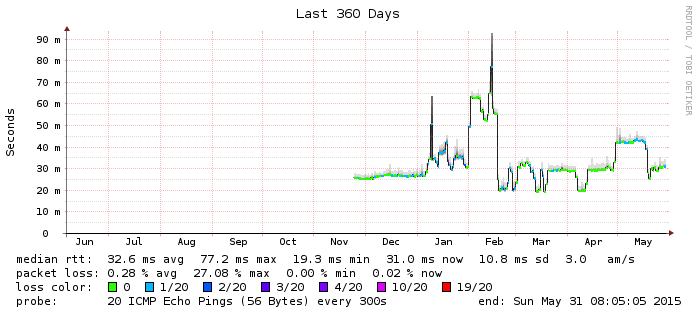 Last 360 Days
RRDTOOL / TOBI OETIKER
Seconds
90 m
80 m
70 m
60 m
50 m
40 m
30 m
20 m
10 m
0
Jun Jul Aug Sep Oct Nov Dec Jan Feb Mar Apr May
median rtt: 32.6 ms avg 77.2 ms max 19.3 ms min 31.0 ms now 10.8 ms sd 3.0 am/s
packet loss: 0.28 % avg 27.08 % max 0.00 % min 0.02 % now
loss color: 0 1/20 2/20 3/20 4/20 10/20 19/20
probe: 20 ICMP Echo Pings (56 Bytes) every 300s end: Sun May 31 08:05:05 2015